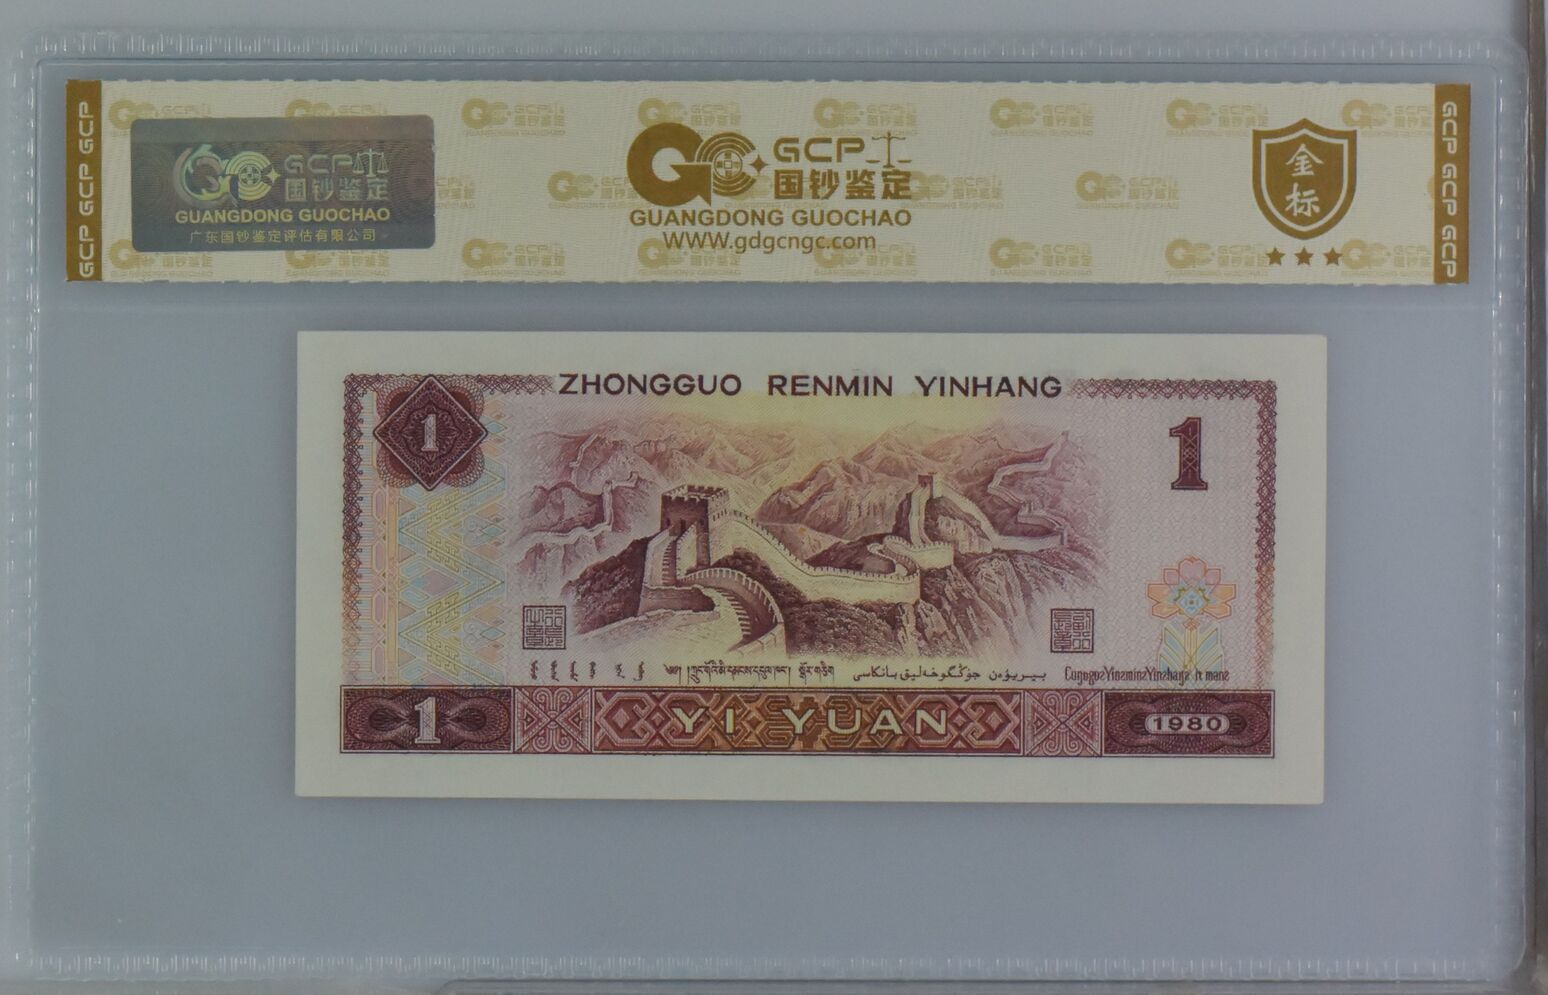 GCP GCP GCP
GCP
国钞鉴定
GUANGDONG GUOCHAO
广东国钞鉴定评估有限公司
GCP
国钞鉴定
GUANGDONG GUOCHAO
WWW.gdgcngc.com
金标
GCP GCP GCP
ZHONGGUO RENMIN YINHANG
1
1
1
YI YUAN
1980